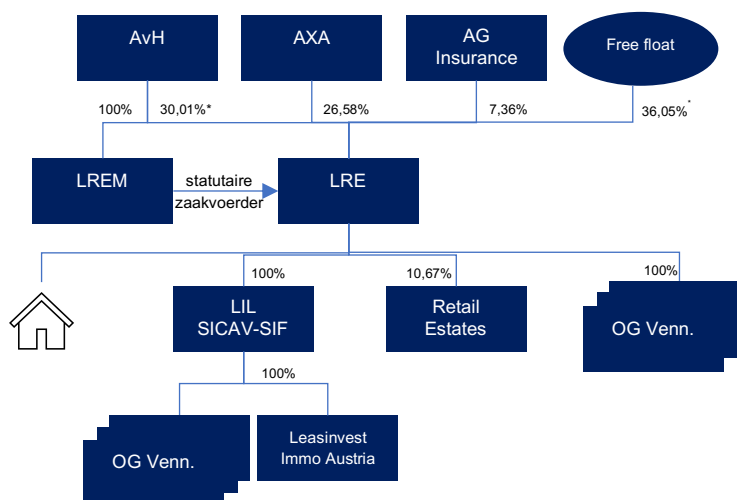 AvH
AXA
AG
Insurance
Free float
100%
30,01%*
26,58%
7,36%
36,05%*
LREM
statutaire
zaakvoerder
LRE
100%
10,67%
100%
LIL
SICAV-SIF
Retail
Estates
OG Venn.
100%
OG Venn.
Leasinvest
Immo Austria